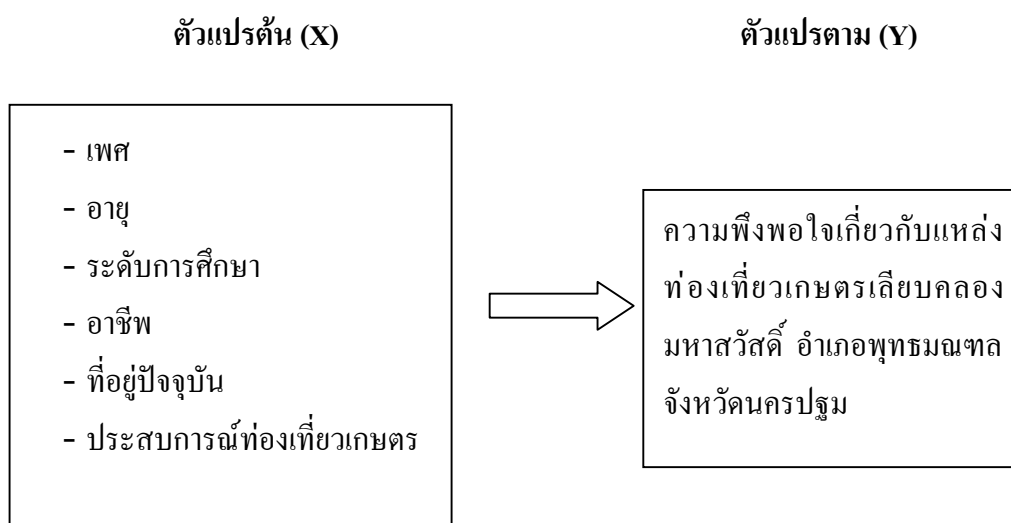 ตัวแปรต้น (X)
ตัวแปรตาม (Y)
- เพศ
- อายุ
- ระดับการศึกษา
- อาชีพ
- ที่อยู่ปัจจุบัน
- ประสบการณ์ท่องเที่ยวเกษตร
ความพึงพอใจเกี่ยวกับแหล่ง
ท่องเที่ยวเกษตรเลียบคลอง
มหาสวัสดิ์ อำเภอพุทธมณฑล
จังหวัดนครปฐม